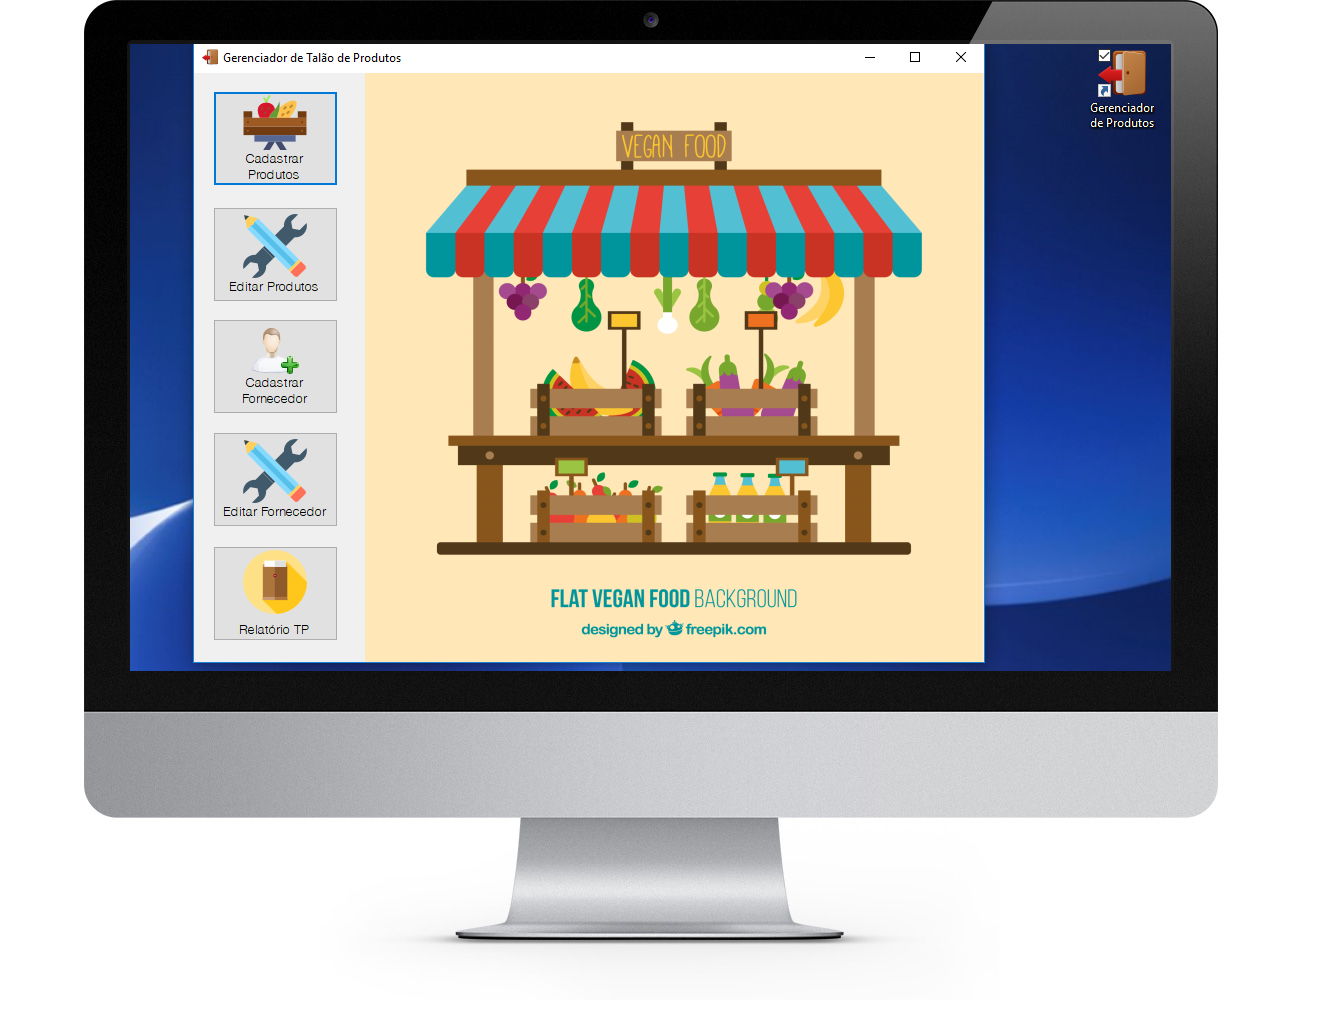 Gerenciador de Talão de Produtos
Gerenciador
de Produtos
Cadastrar
Produtos
Editar Produtos
Cadastrar
Fornecedor
Editar Fornecedor
Relatório TP
VEGAN FOOD
FLAT VEGAN FOOD BACKGROUND
designed by freepik.com